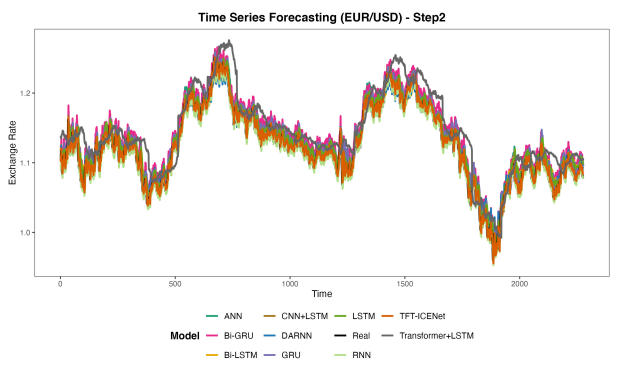 Time Series Forecasting (EUR/USD) - Step2
Exchange Rate
1.2
1.1
1.0
0 500 1000 1500 2000
Time
Model
ANN CNN+LSTM LSTM TFT-ICENet
Bi-GRU DARNN Real Transformer+LSTM
Bi-LSTM GRU RNN